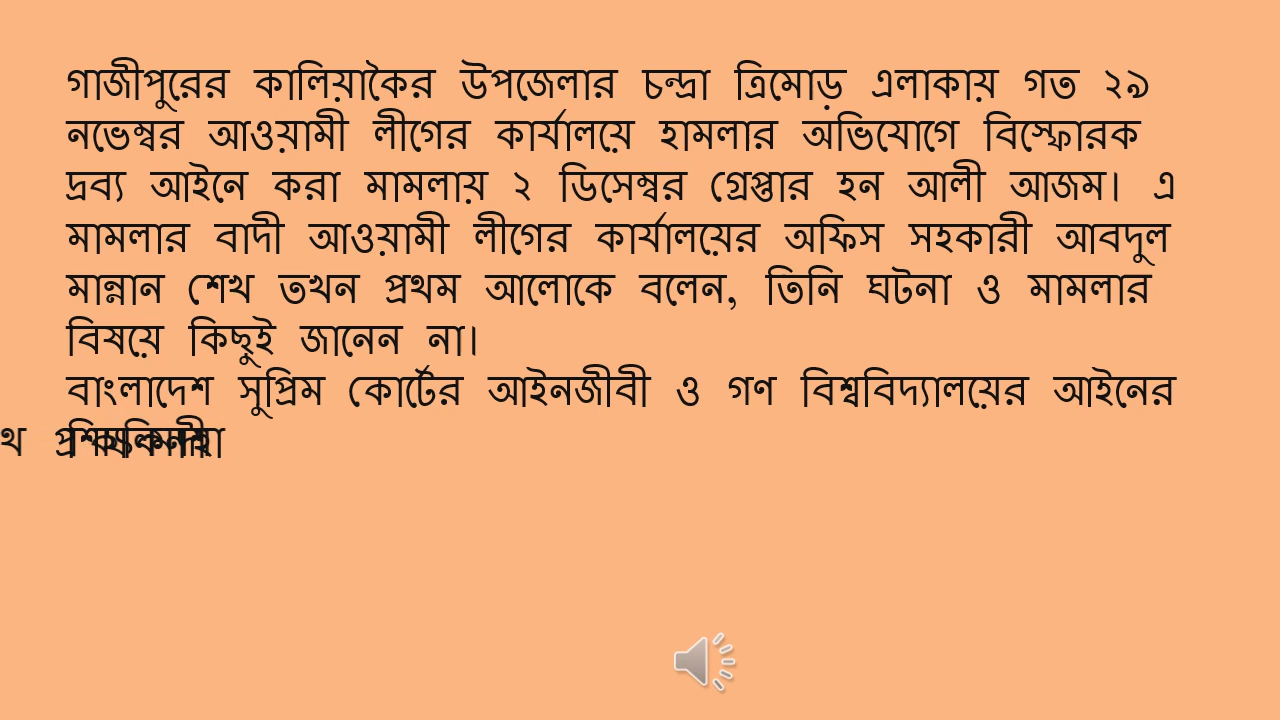 গাজীপুরের কালিয়াকৈর উপজেলার চন্দ্রা ত্রিমোড় এলাকায় গত ২৯
নভেম্বর আওয়ামী লীগের কার্যালয়ে হামলার অভিযোগে বিস্ফোরক
দ্রব্য আইনে করা মামলায় ২ ডিসেম্বর গ্রেপ্তার হন আলী আজম। এ
মামলার বাদী আওয়ামী লীগের কার্যালয়ের অফিস সহকারী আবদুল
মান্নান শেখ তখন প্রথম আলোকে বলেন, তিনি ঘটনা ও মামলার
বিষয়ে কিছুই জানেন না।
বাংলাদেশ সুপ্রিম কোর্টের আইনজীবী ও গণ বিশ্ববিদ্যালয়ের আইনের